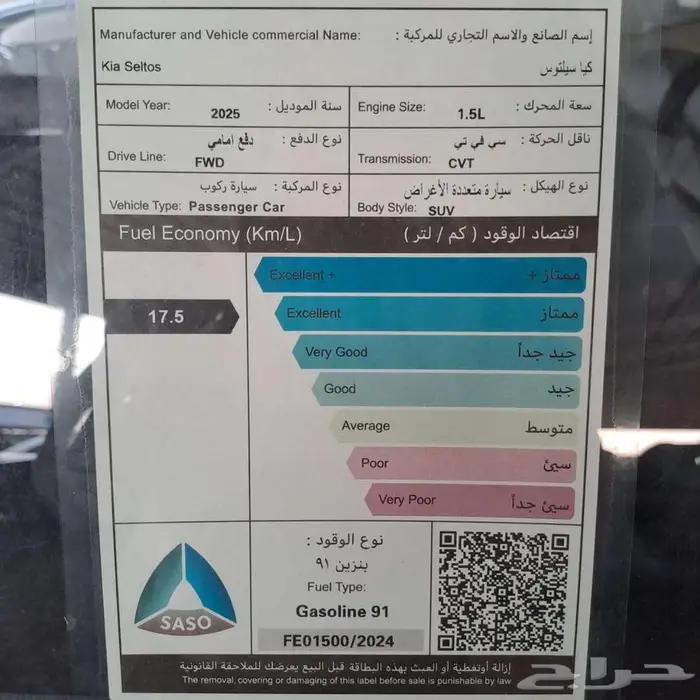 Manufacturer and Vehicle commercial Name: إسم الصانع والاسم التجاري للمركبة :
Kia Seltos كيا سيلتوس
Model Year: 2025 سنة الموديل :
Engine Size: 1.5L سعة المحرك :
Drive Line: FWD دفع امامي نوع الدفع :
Transmission: CVT سي في تي ناقل الحركة :
Vehicle Type: Passenger Car سيارة ركوب نوع المركبة :
Body Style: SUV سيارة متعددة الأغراض نوع الهيكل :
Fuel Economy (Km/L) اقتصاد الوقود ( كم / لتر )
Excellent + ممتاز +
17.5
Excellent ممتاز
Very Good جيد جداً
Good جيد
Average متوسط
Poor سيئ
Very Poor سيئ جداً
SASO
نوع الوقود :
بنزين ٩١
Fuel Type:
Gasoline 91
FE01500/2024
إزالة أوتغطية أو العبث بهذه البطاقة قبل البيع يعرضك للملاحقة القانونية
The removal, covering or damaging of this label before sale is punishable by law
حراج